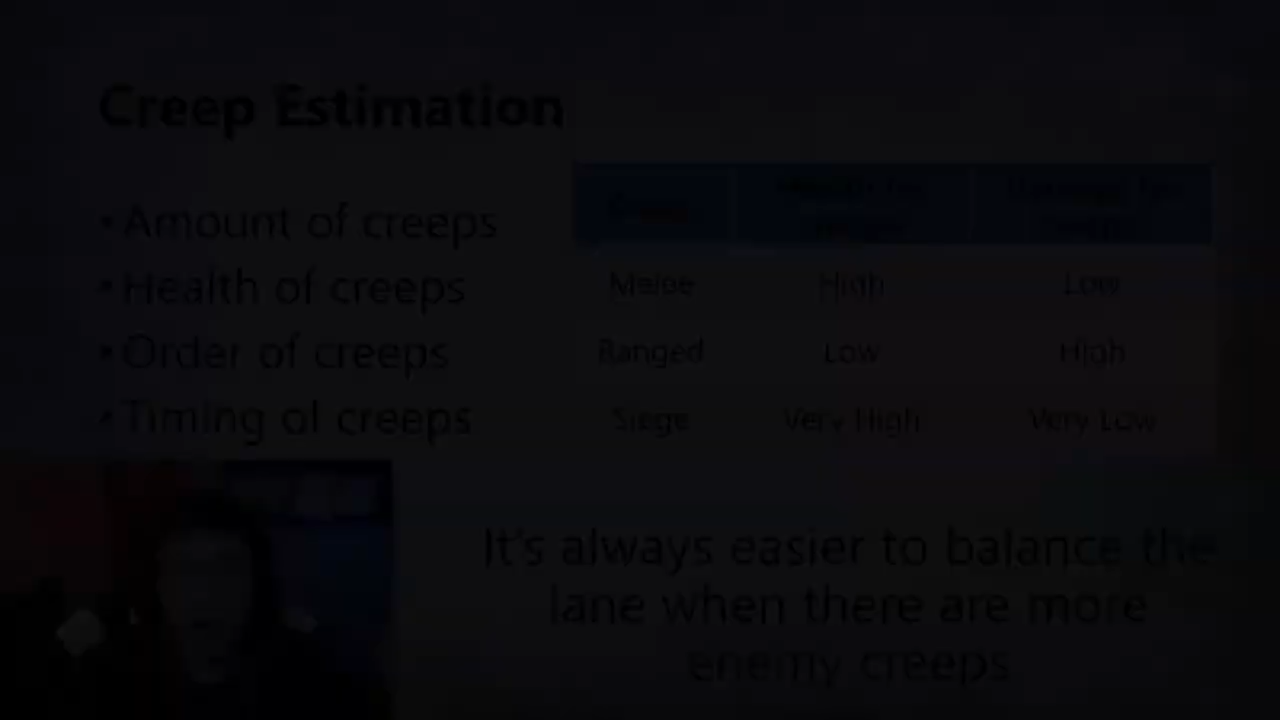 Creep Estimation
• Amount of creeps
• Health of creeps
• Order of creeps
• Timing of creeps
Melee High Low
Ranged Low High
Siege Very High Very Low
It's always easier to balance the
lane when there are more
enemy creeps